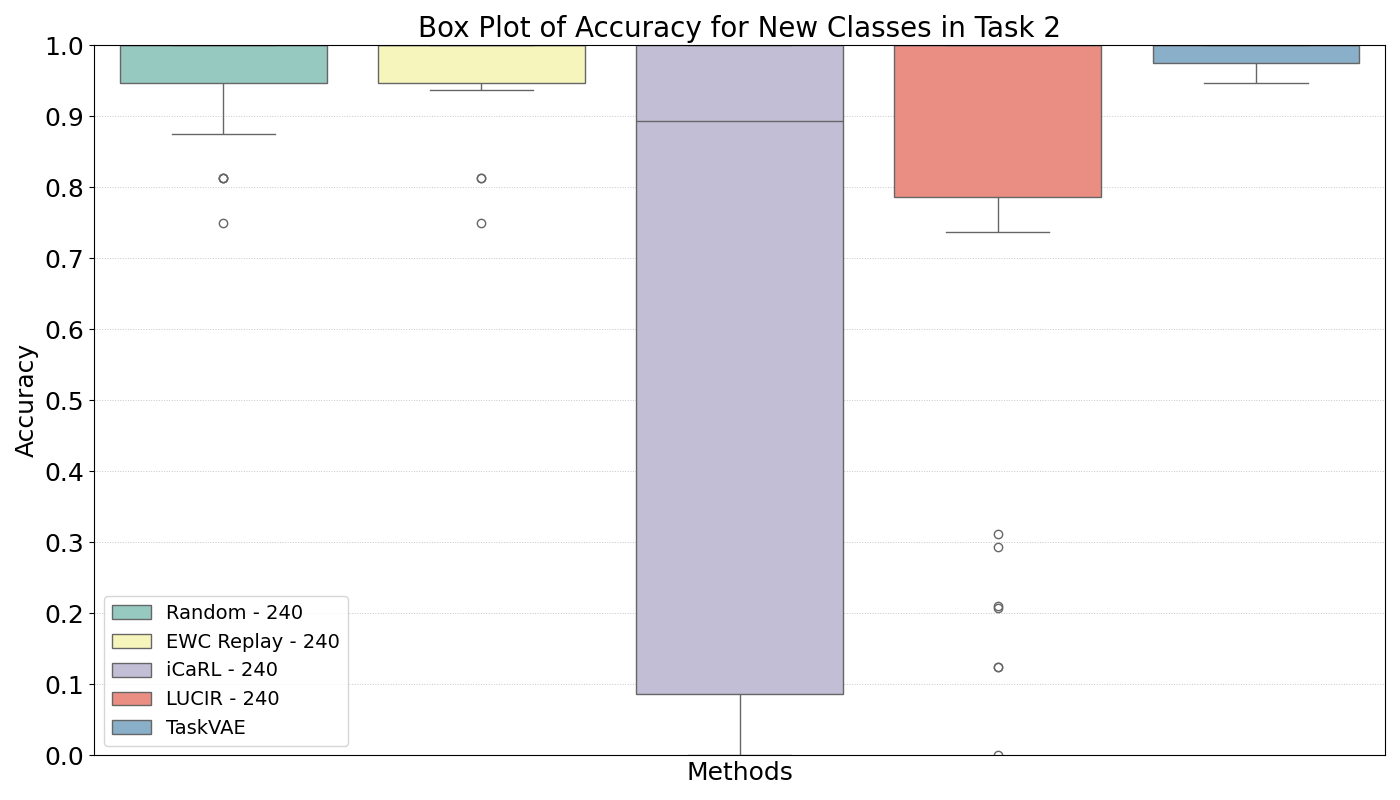 Box Plot of Accuracy for New Classes in Task 2
1.0
0.9
0.8
0.7
0.6
0.5
0.4
0.3
0.2
0.1
0.0
Accuracy
Random - 240
EWC Replay - 240
iCaRL - 240
LUCIR - 240
TaskVAE
Methods